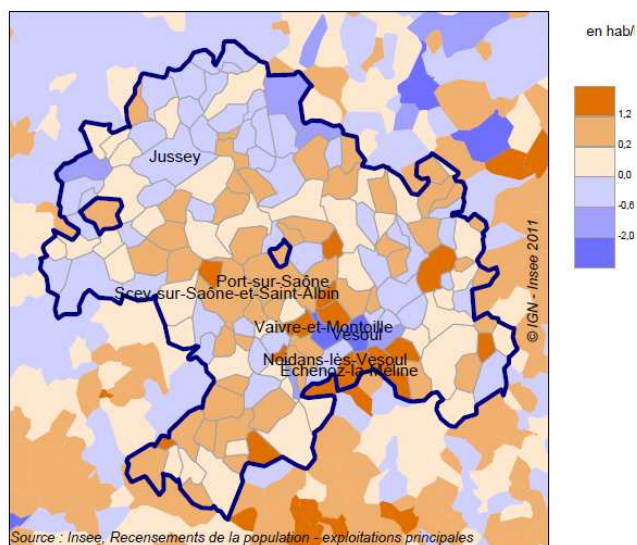 en hab/
1,2
0,2
0,0
-0,6
-2,0
Jussey
Port-sur-Saône
Scey-sur-Saône-et-Saint-Albin
Vaivre-et-Montoille
Vesoul
Noidans-lès-Vesoul
Echenoz-la-Méline
© IGN - Insee 2011
Source : Insee, Recensements de la population - exploitations principales